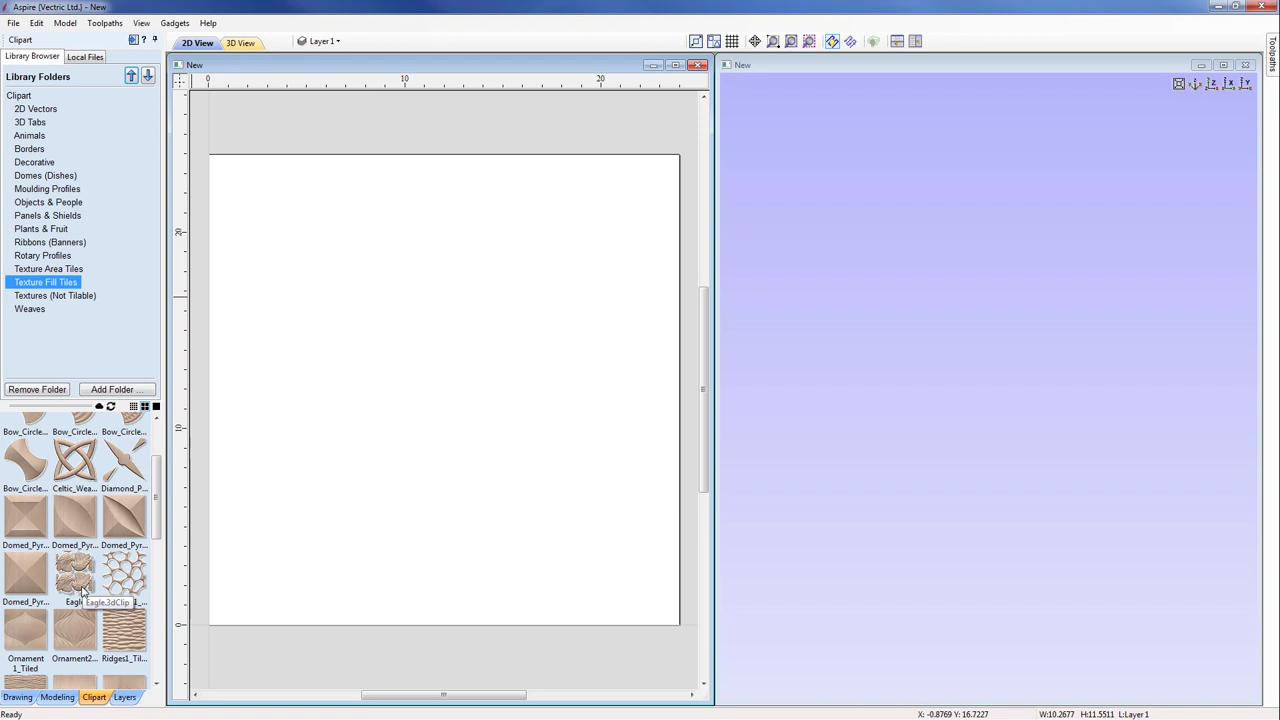 Aspire (Vectric Ltd.) - New
File Edit Model Toolpaths View Gadgets Help
Clipart
2D View 3D View Layer 1
Library Browser Local Files
New
New
Toolpaths
Library Folders
0 10 20
Clipart
2D Vectors
3D Tabs
Animals
Borders
Decorative
Domes (Dishes)
Moulding Profiles
Objects & People
Panels & Shields
Plants & Fruit
20
Ribbons (Banners)
Rotary Profiles
Texture Area Tiles
Texture Fill Tiles
Textures (Not Tilable)
Weaves
Remove Folder Add Folder ...
10
Bow_Circle... Bow_Circle... Bow_Circle...
Bow_Circle... Celtic_Wea... Diamond_P...
Domed_Pyr... Domed_Pyr... Domed_Pyr...
Domed_Pyr... Eagle.3dClip
0
Ornament 1_Tiled Ornament2... Ridges1_Til...
Drawing Modeling Clipart Layers
Ready X: -0.8769 Y: 16.7227 W:10.2677 H:11.5511 L:Layer 1